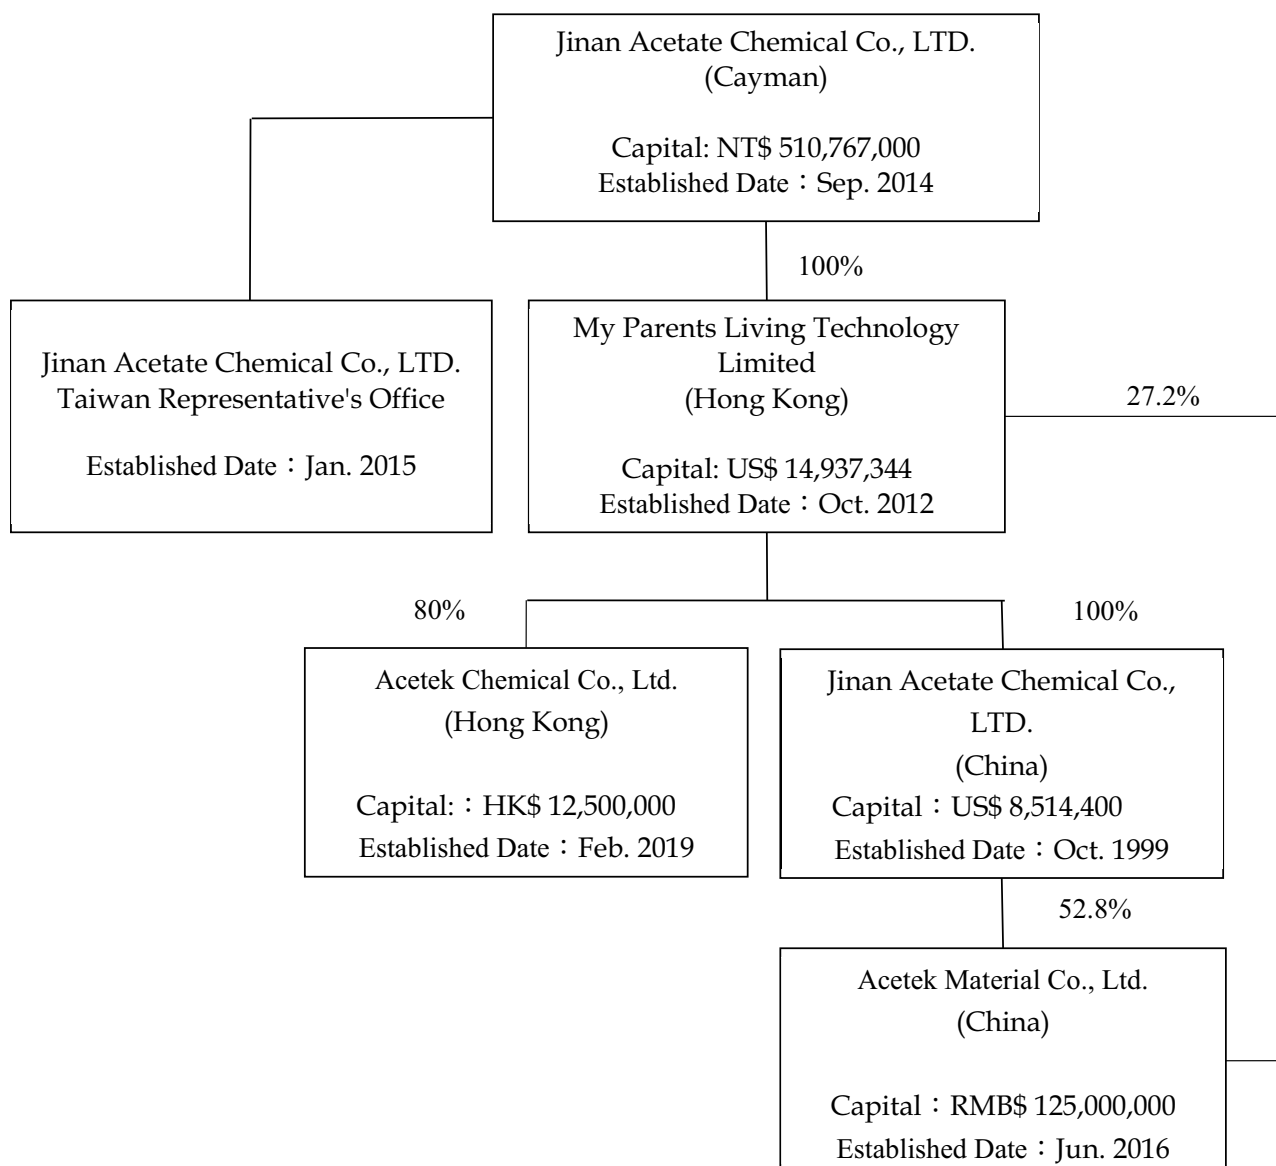 Jinan Acetate Chemical Co., LTD.
(Cayman)
Capital: NT$ 510,767,000
Established Date：Sep. 2014
100%
Jinan Acetate Chemical Co., LTD.
Taiwan Representative's Office
Established Date：Jan. 2015
My Parents Living Technology
Limited
(Hong Kong)
Capital: US$ 14,937,344
Established Date：Oct. 2012
27.2%
80%
100%
Acetek Chemical Co., Ltd.
(Hong Kong)
Capital:：HK$ 12,500,000
Established Date：Feb. 2019
Jinan Acetate Chemical Co.,
LTD.
(China)
Capital：US$ 8,514,400
Established Date：Oct. 1999
52.8%
Acetek Material Co., Ltd.
(China)
Capital：RMB$ 125,000,000
Established Date：Jun. 2016